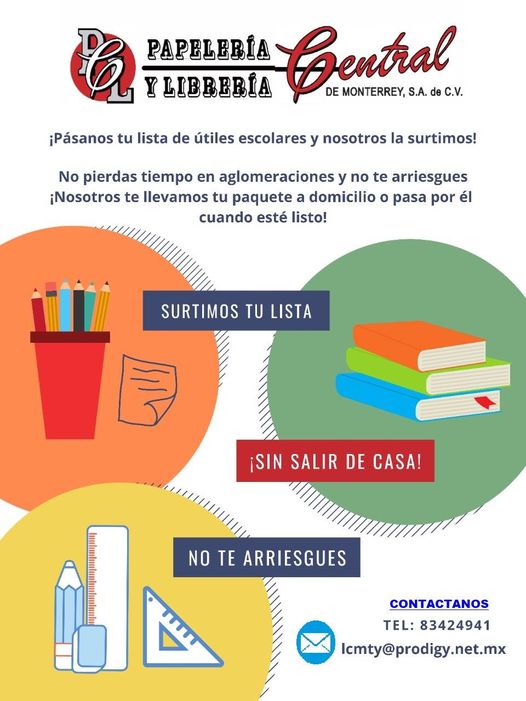 PCL
PAPELERÍA
Y LIBRERÍA
Central
DE MONTERREY, S.A. de C.V.
¡Pásanos tu lista de útiles escolares y nosotros la surtimos!
No pierdas tiempo en aglomeraciones y no te arriesgues
¡Nosotros te llevamos tu paquete a domicilio o pasa por él
cuando esté listo!
SURTIMOS TU LISTA
¡SIN SALIR DE CASA!
NO TE ARRIESGUES
CONTACTANOS
TEL: 83424941
lcmty@prodigy.net.mx